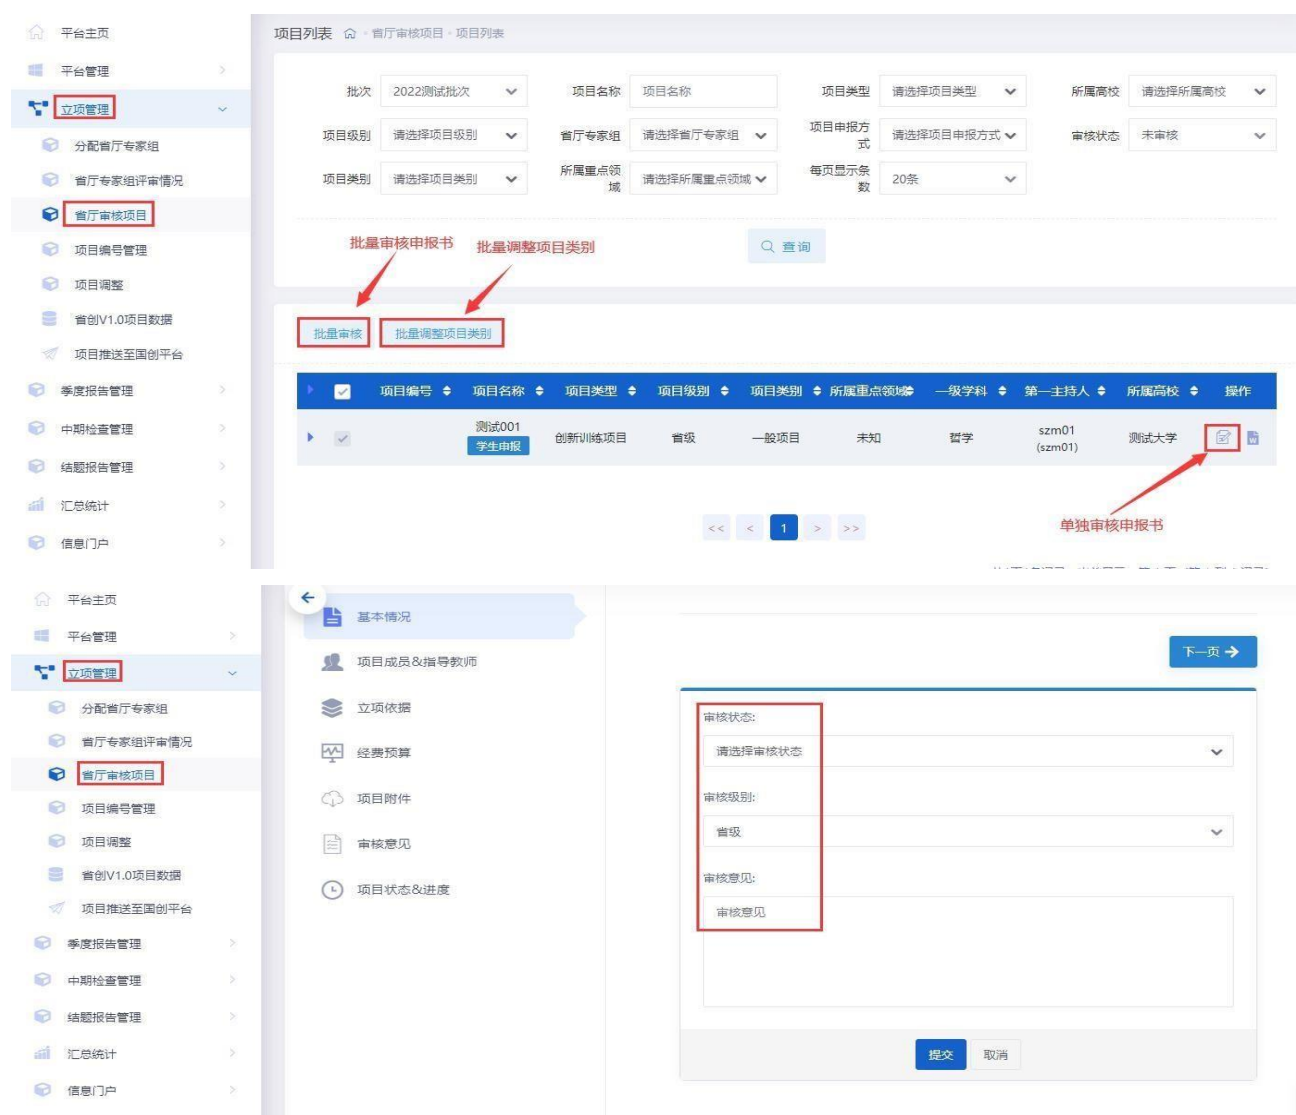 平台主页
平台管理
立项管理
分配省厅专家组
省厅专家组评审情况
省厅审核项目
项目编号管理
项目调整
省创V1.0项目数据
项目推送至国创平台
季度报告管理
中期检查管理
结题报告管理
汇总统计
信息门户
项目列表 省厅审核项目 - 项目列表
批次 2022测试批次 项目名称 项目名称 项目类型 请选择项目类型 所属高校 请选择所属高校
项目级别 请选择项目级别 省厅专家组 请选择省厅专家组 项目申报方式 请选择项目申报方式 审核状态 未审核
项目类别 请选择项目类别 所属重点领域 请选择所属重点领域 每页显示条数 20条
批量审核申报书 批量调整项目类别 查询
批量审核 批量调整项目类别
项目编号 项目名称 项目类型 项目级别 项目类别 所属重点领域 一级学科 第一主持人 所属高校 操作
测试001 学生申报 创新训练项目 省级 一般项目 未知 哲学 szm01 (szm01) 测试大学
<< < 1 > >>
单独审核申报书
平台主页
平台管理
立项管理
分配省厅专家组
省厅专家组评审情况
省厅审核项目
项目编号管理
项目调整
省创V1.0项目数据
项目推送至国创平台
季度报告管理
中期检查管理
结题报告管理
汇总统计
信息门户
基本情况
项目成员&指导教师
立项依据
经费预算
项目附件
审核意见
项目状态&进度
下一页
审核状态:
请选择审核状态
审核级别:
省级
审核意见:
审核意见
提交 取消